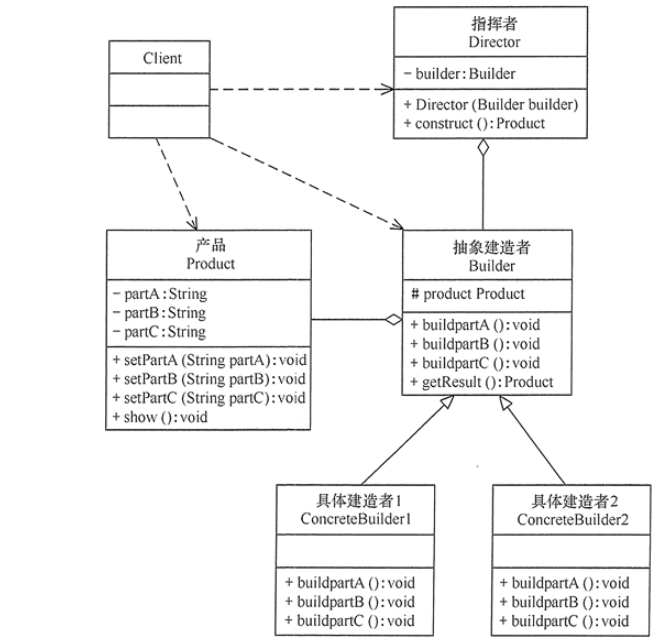 指挥者
Director
Client
- builder:Builder
+ Director (Builder builder)
+ construct ():Product
产品
Product
- partA:String
- partB:String
- partC:String
+ setPartA (String partA):void
+ setPartB (String partB):void
+ setPartC (String partC):void
+ show ():void
抽象建造者
Builder
# product Product
+ buildpartA ():void
+ buildpartB ():void
+ buildpartC ():void
+ getResult ():Product
具体建造者1
ConcreteBuilder1
+ buildpartA ():void
+ buildpartB ():void
+ buildpartC ():void
具体建造者2
ConcreteBuilder2
+ buildpartA ():void
+ buildpartB ():void
+ buildpartC ():void